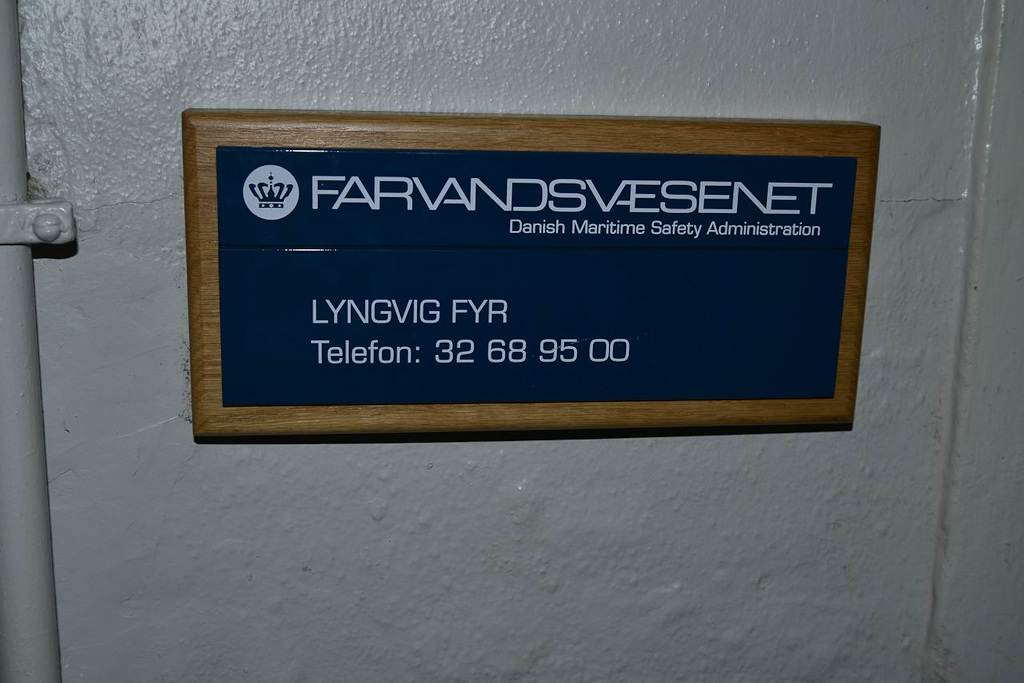 FARVANDSVÆSENET
Danish Maritime Safety Administration
LYNGVIG FYR
Telefon: 32 68 95 00